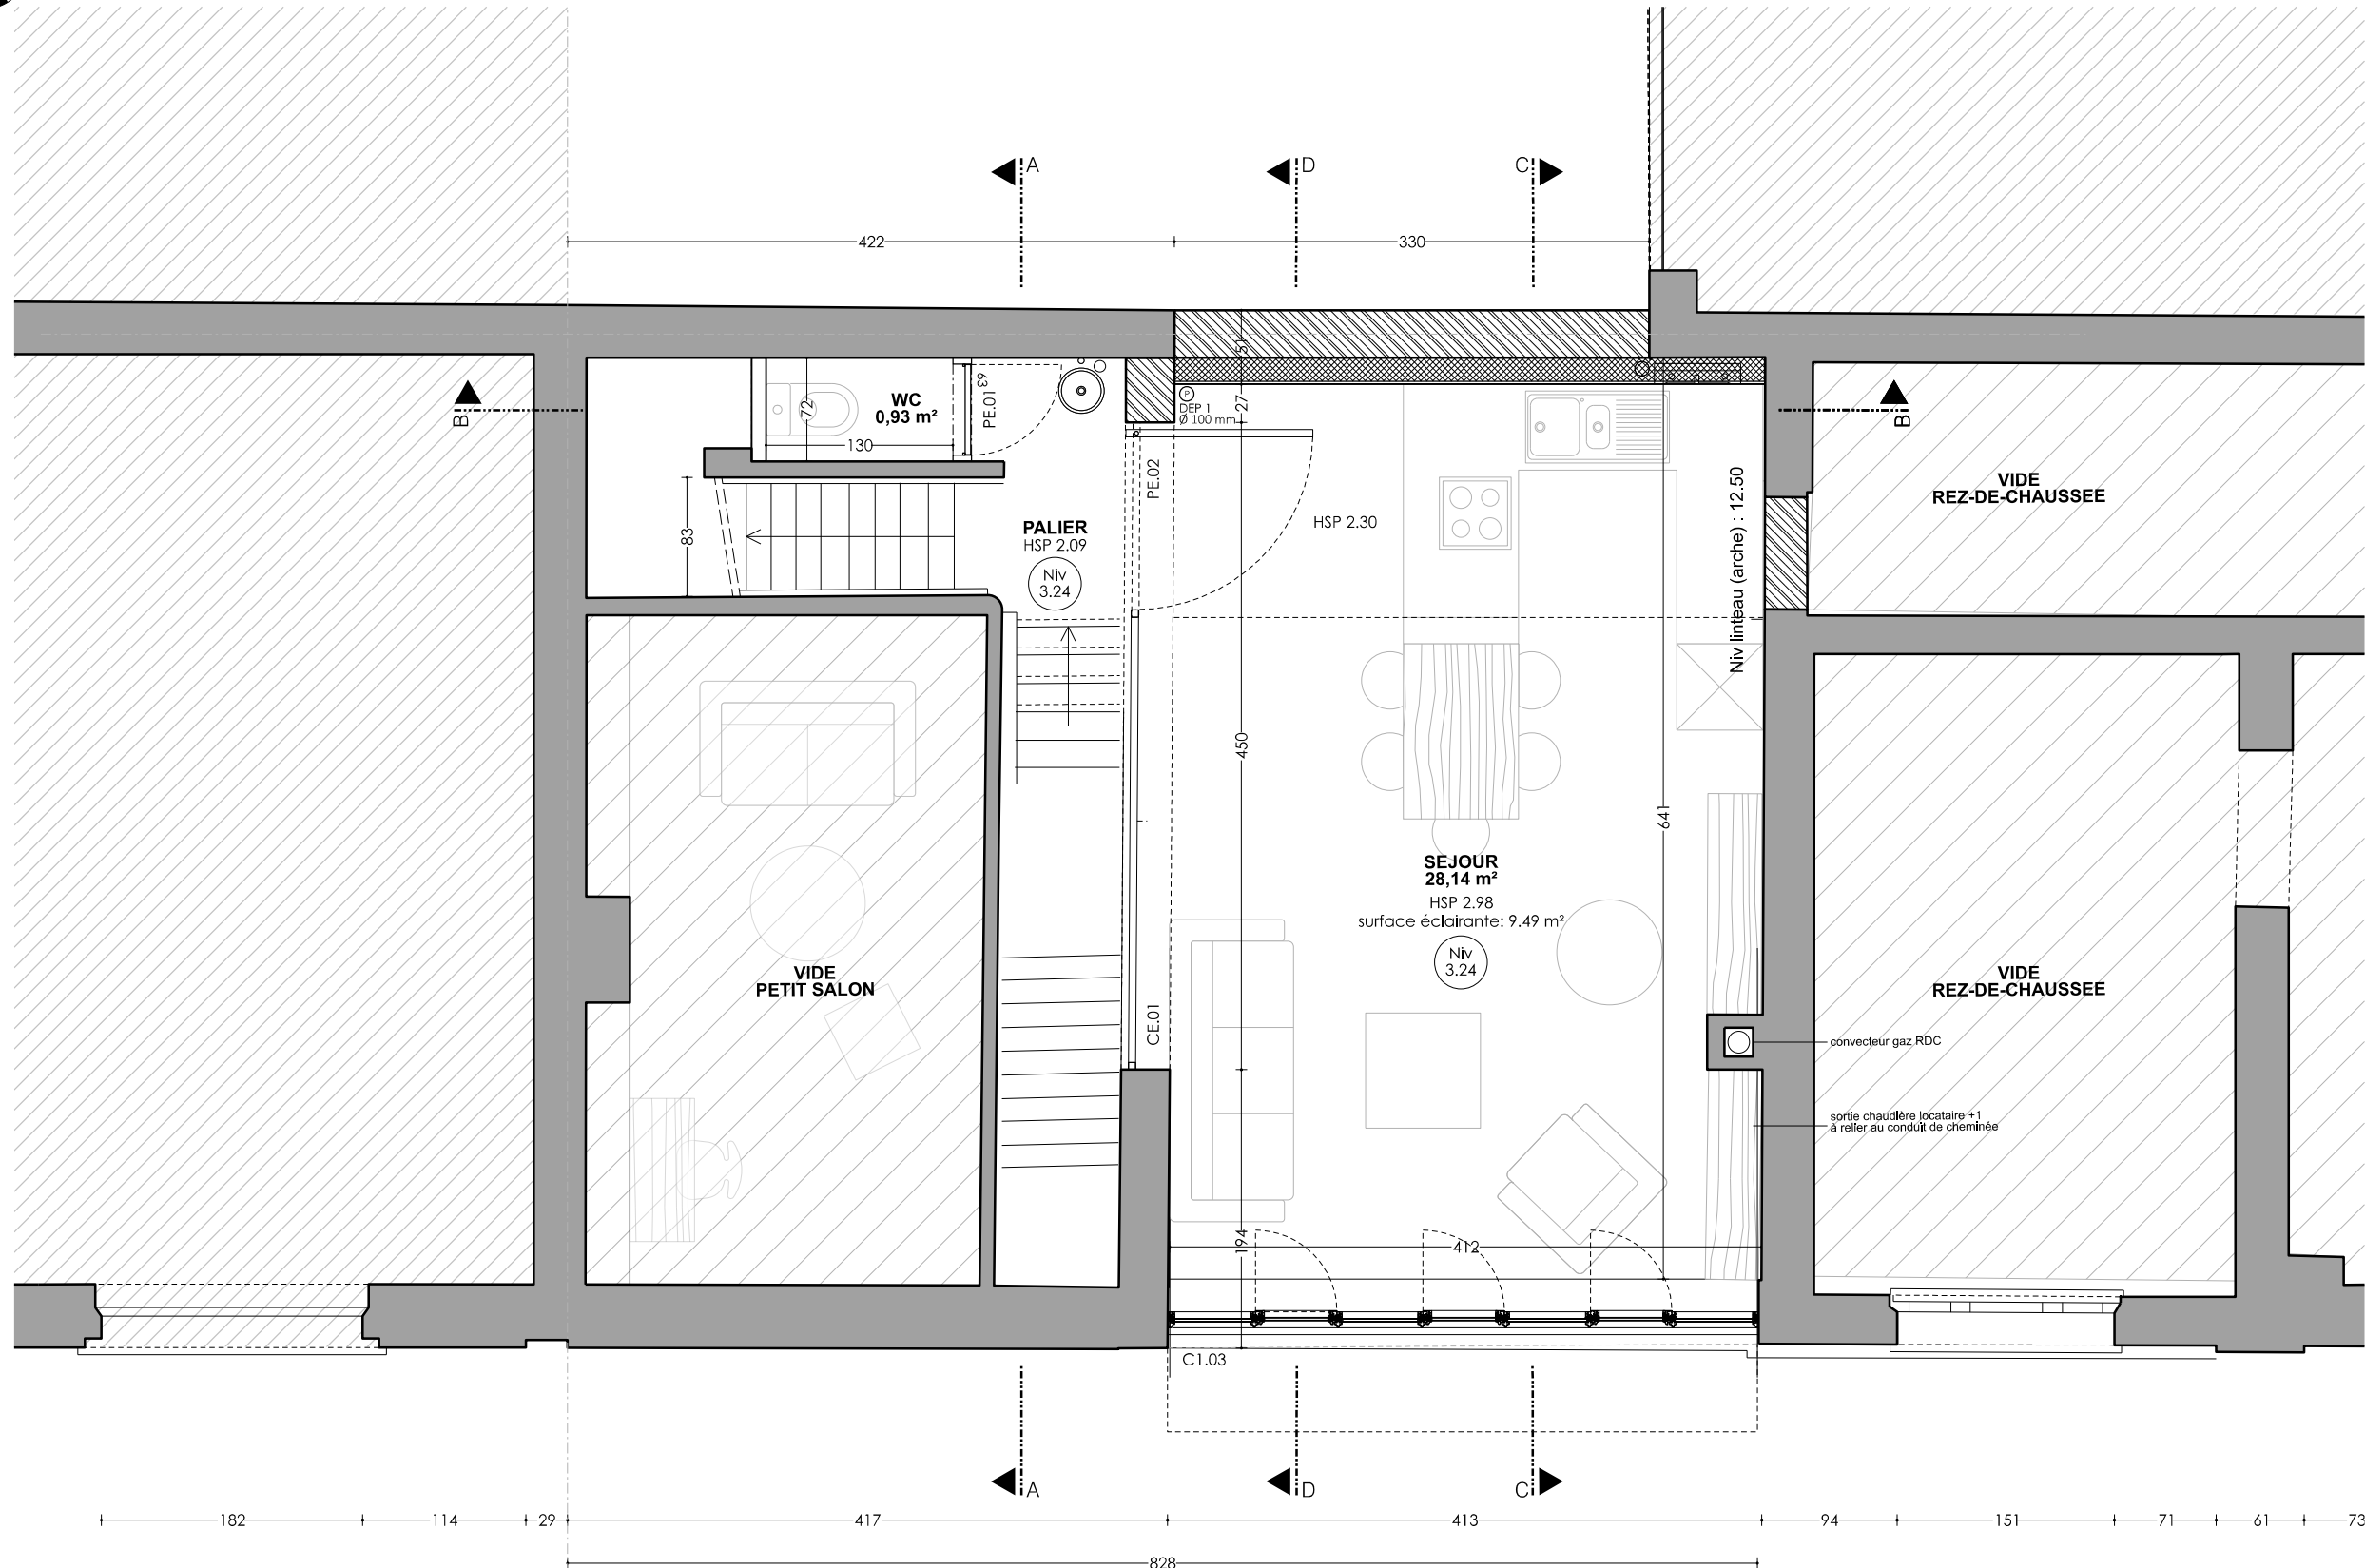 A
D
C
422
330
51
B
WC
0,93 m²
72
130
PE.01
63
P
DEP 1
Ø 100 mm
27
B
VIDE
REZ-DE-CHAUSSEE
PE.02
83
PALIER
HSP 2.09
Niv
3.24
HSP 2.30
Niv linteau (arche) : 12.50
450
641
SEJOUR
28,14 m²
HSP 2.98
surface éclairante: 9.49 m²
Niv
3.24
VIDE
PETIT SALON
VIDE
REZ-DE-CHAUSSEE
CE.01
convecteur gaz RDC
sortie chaudière locataire +1
à relier au conduit de cheminée
194
412
C1.03
A
D
C
182
114
29
417
413
94
151
71
61
73
828